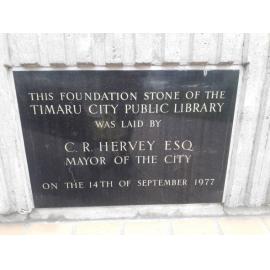 THIS FOUNDATION STONE OF THE
TIMARU CITY PUBLIC LIBRARY
WAS LAID BY
C. R. HERVEY ESQ
MAYOR OF THE CITY
ON THE 14TH OF SEPTEMBER 1977